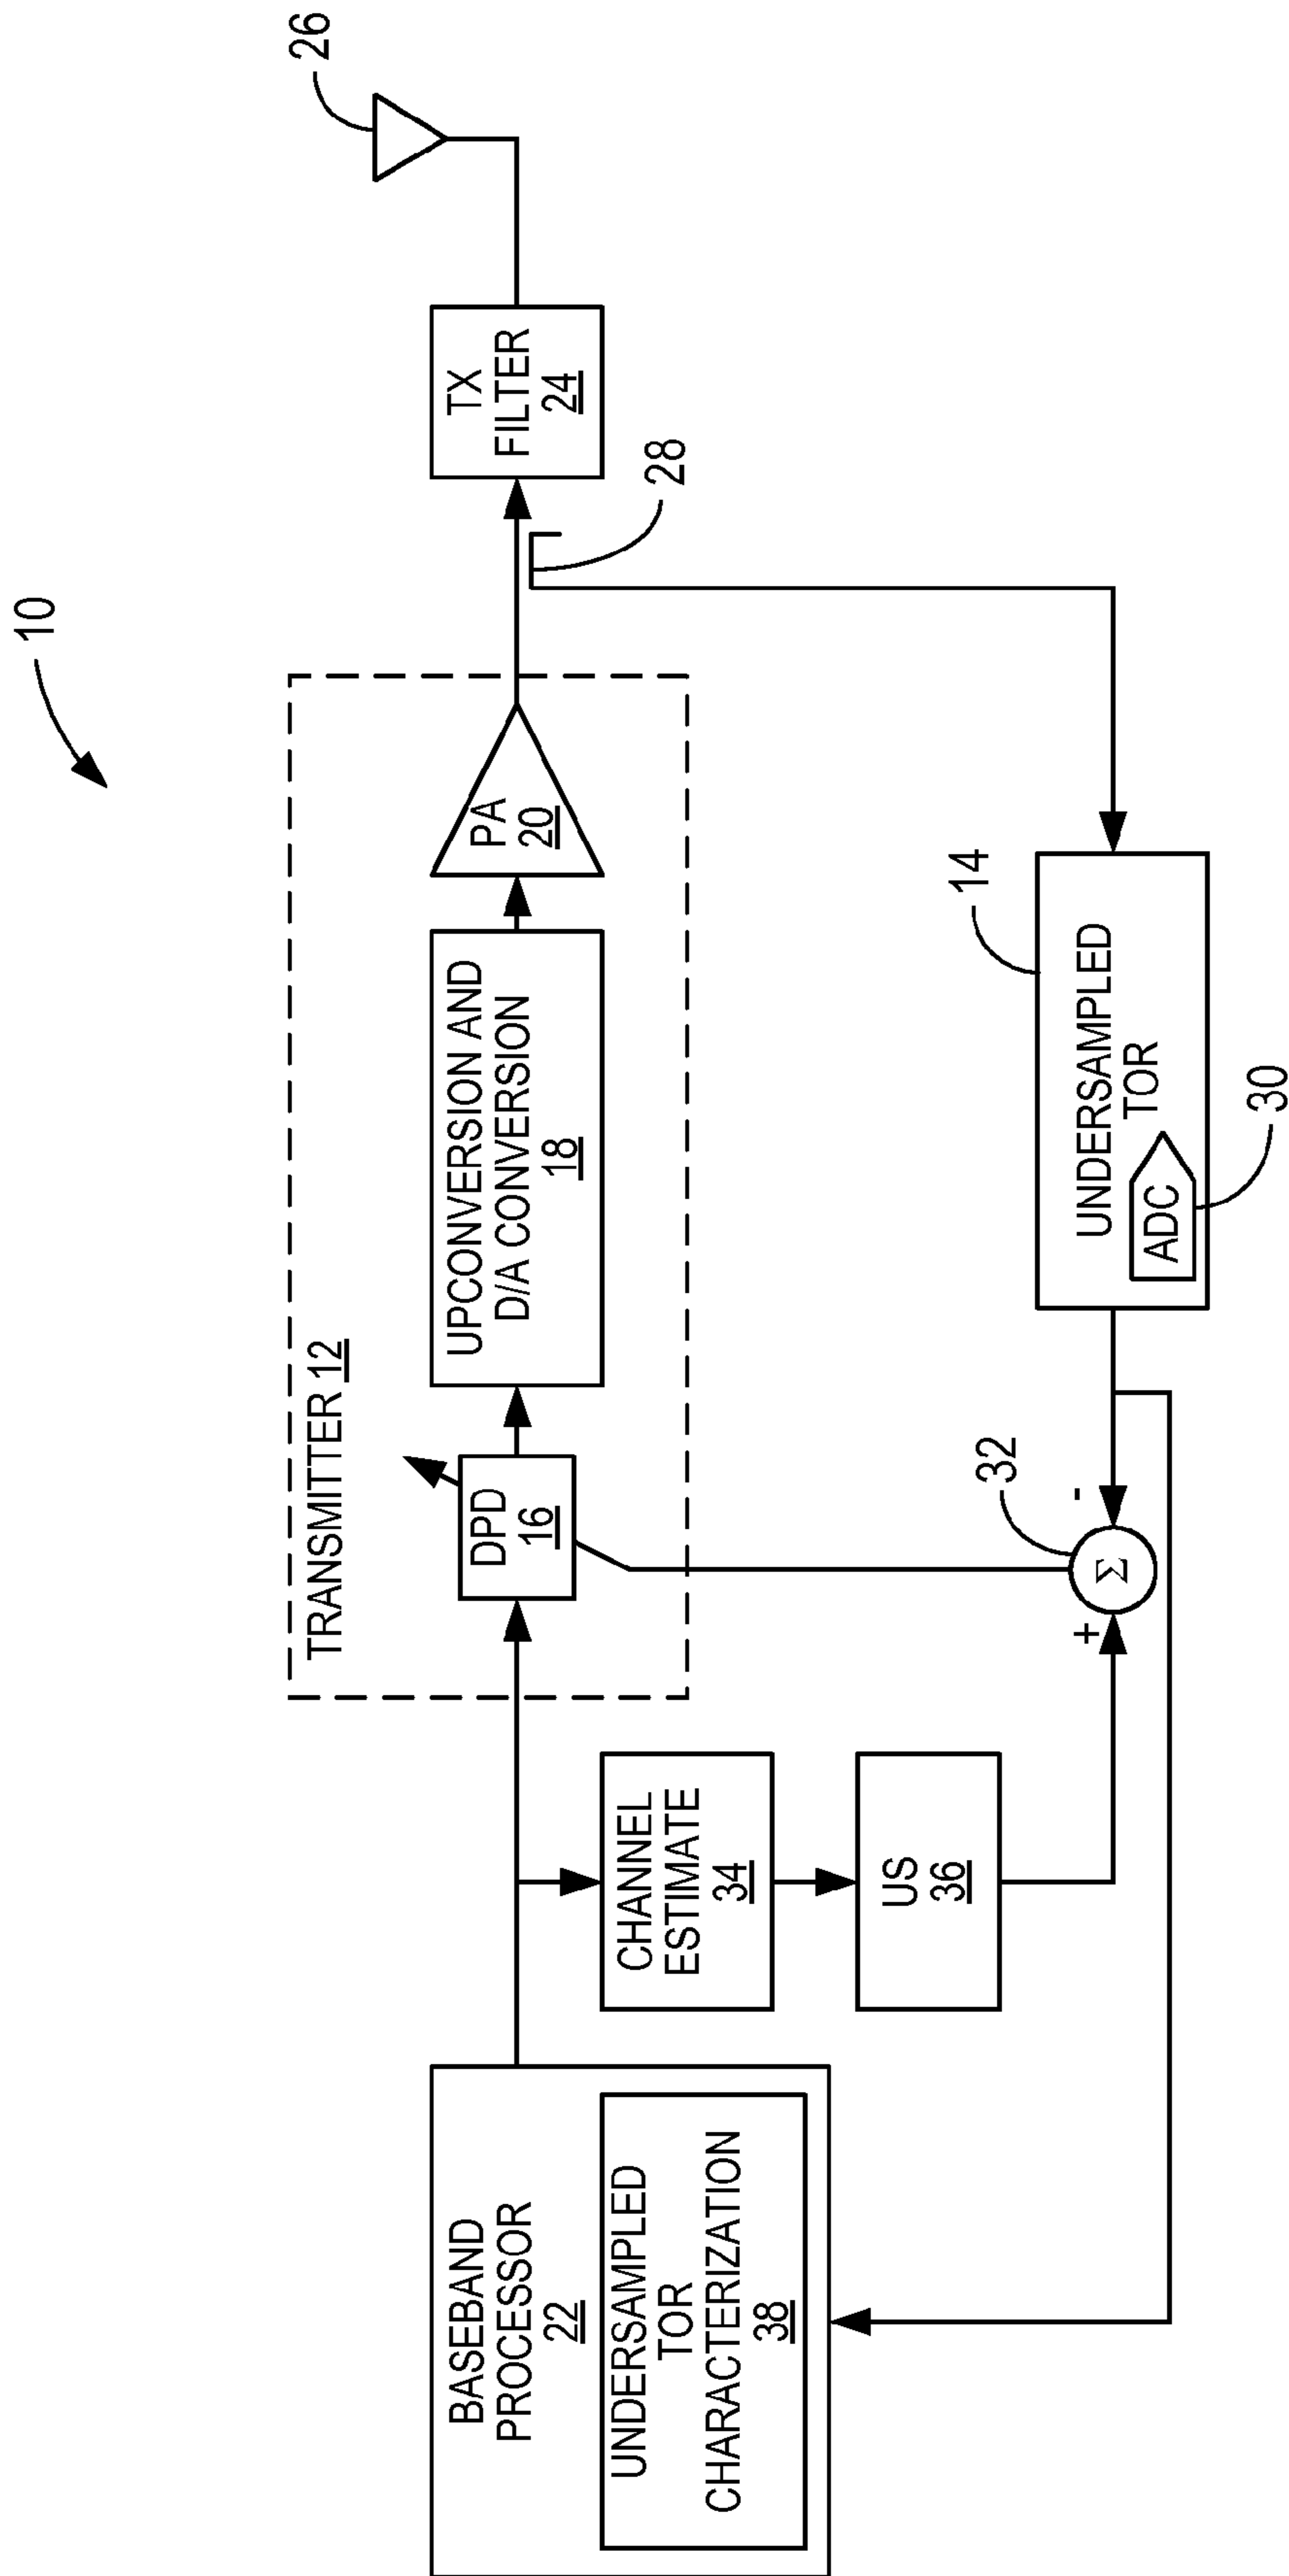 10
TRANSMITTER 12
26
DPD
16
UPCONVERSION AND
D/A CONVERSION
18
PA
20
TX
FILTER
24
28
BASEBAND
PROCESSOR
22
UNDERSAMPLED
TOR
CHARACTERIZATION
38
CHANNEL
ESTIMATE
34
US
36
+
-
Σ
32
UNDERSAMPLED
TOR
14
ADC
30